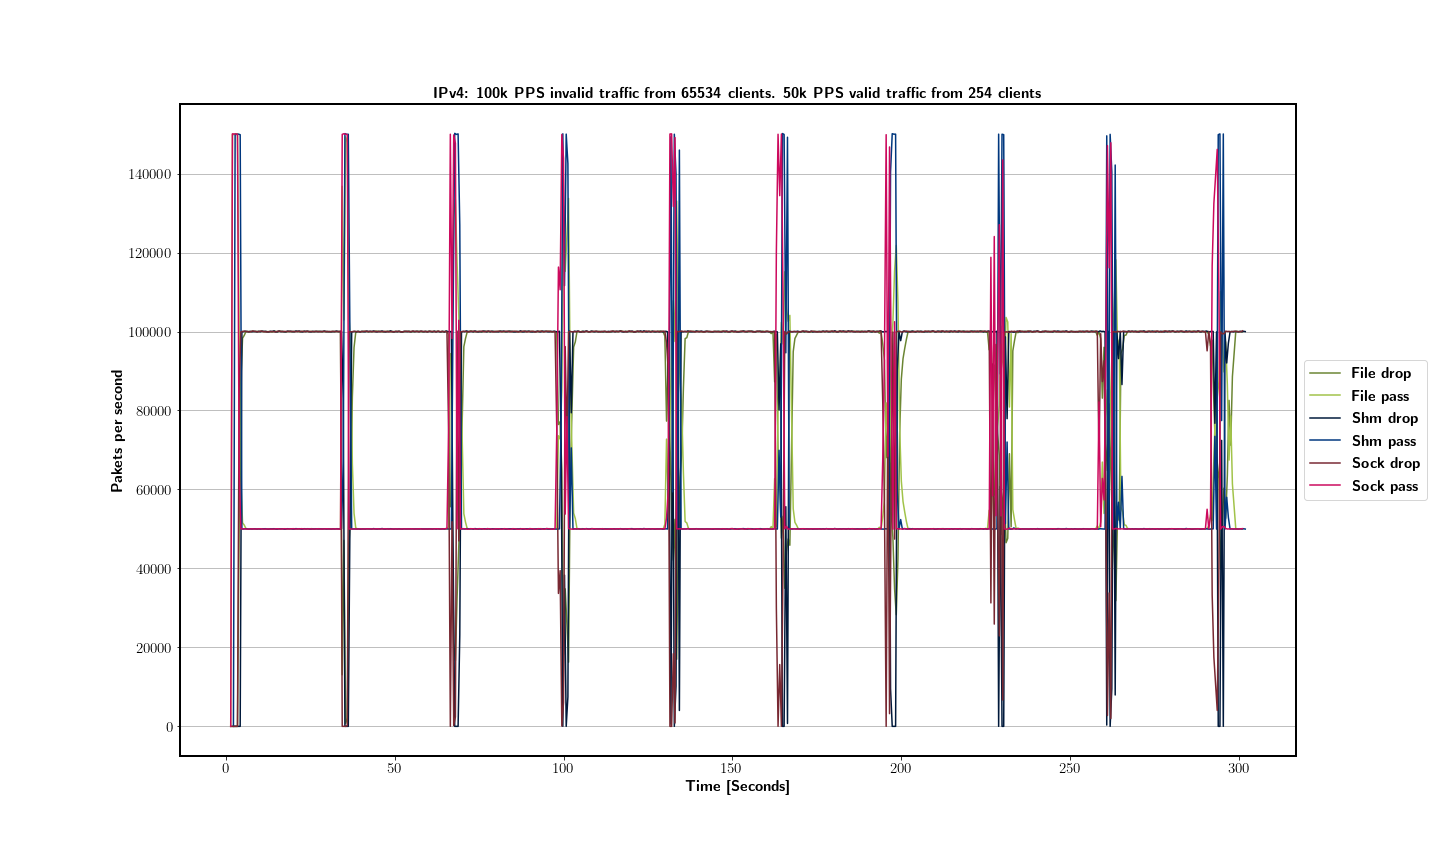 IPv4: 100k PPS invalid traffic from 65534 clients. 50k PPS valid traffic from 254 clients
140000
120000
100000
80000
60000
40000
20000
0
Pakets per second
0 50 100 150 200 250 300
Time [Seconds]
File drop
File pass
Shm drop
Shm pass
Sock drop
Sock pass